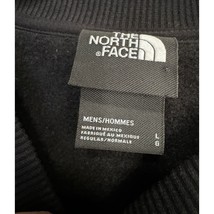 THE
NORTH
FACE
MENS/HOMMES
MADE IN MEXICO L
FABRIQUÉ AU MEXIQUE G
REGULAR/NORMALE